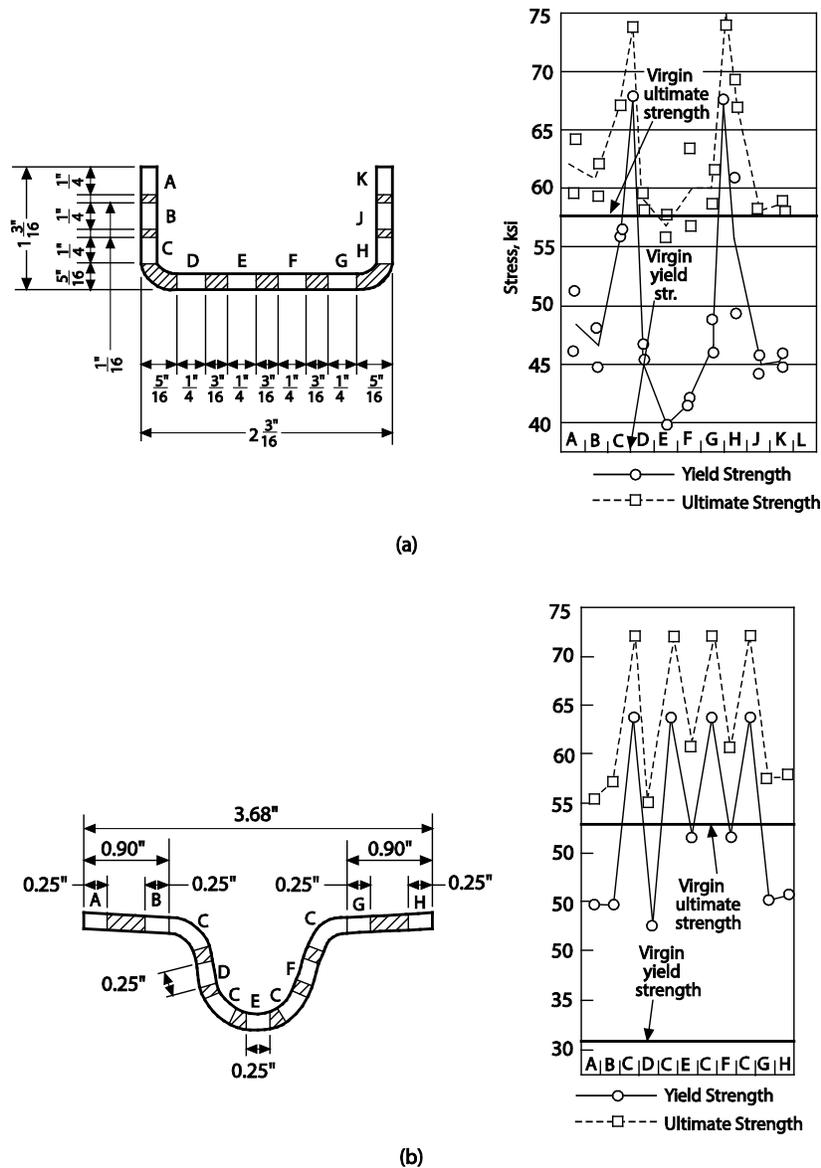 75
70
65
60
55
50
45
40
Stress, ksi
Virgin
ultimate
strength
Virgin
yield
str.
A B C D E F G H J K L
Yield Strength
Ultimate Strength
A
B
C
D E F G
H
J
K
1"
4
1"
4
1"
4
5"
16
1 3"
16
1"
16
5" 1" 3" 1" 3" 1" 3" 1" 5"
16 4 16 4 16 4 16 4 16
2 3"
16
(a)
75
70
65
60
55
50
50
50
35
30
Virgin
ultimate
strength
Virgin
yield
strength
A B C D C E C F C G H
Yield Strength
Ultimate Strength
3.68"
0.90" 0.90"
0.25" 0.25" 0.25" 0.25"
A B G H
C C
D F
C E C
0.25"
0.25"
(b)